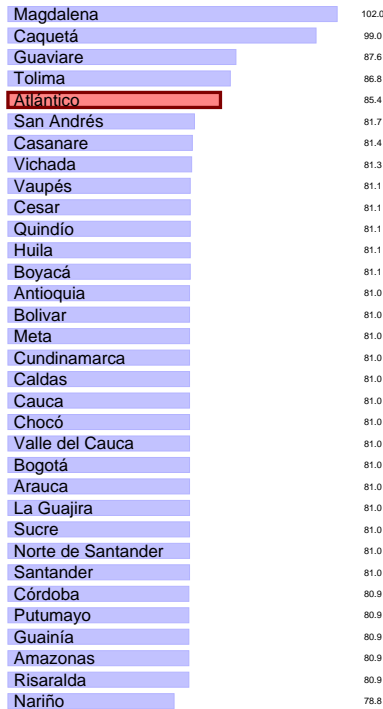 Magdalena 102.0
Caquetá 99.0
Guaviare 87.6
Tolima 86.8
Atlántico 85.4
San Andrés 81.7
Casanare 81.4
Vichada 81.3
Vaupés 81.1
Cesar 81.1
Quindío 81.1
Huila 81.1
Boyacá 81.1
Antioquia 81.0
Bolivar 81.0
Meta 81.0
Cundinamarca 81.0
Caldas 81.0
Cauca 81.0
Chocó 81.0
Valle del Cauca 81.0
Bogotá 81.0
Arauca 81.0
La Guajira 81.0
Sucre 81.0
Norte de Santander 81.0
Santander 81.0
Córdoba 80.9
Putumayo 80.9
Guainía 80.9
Amazonas 80.9
Risaralda 80.9
Nariño 78.8